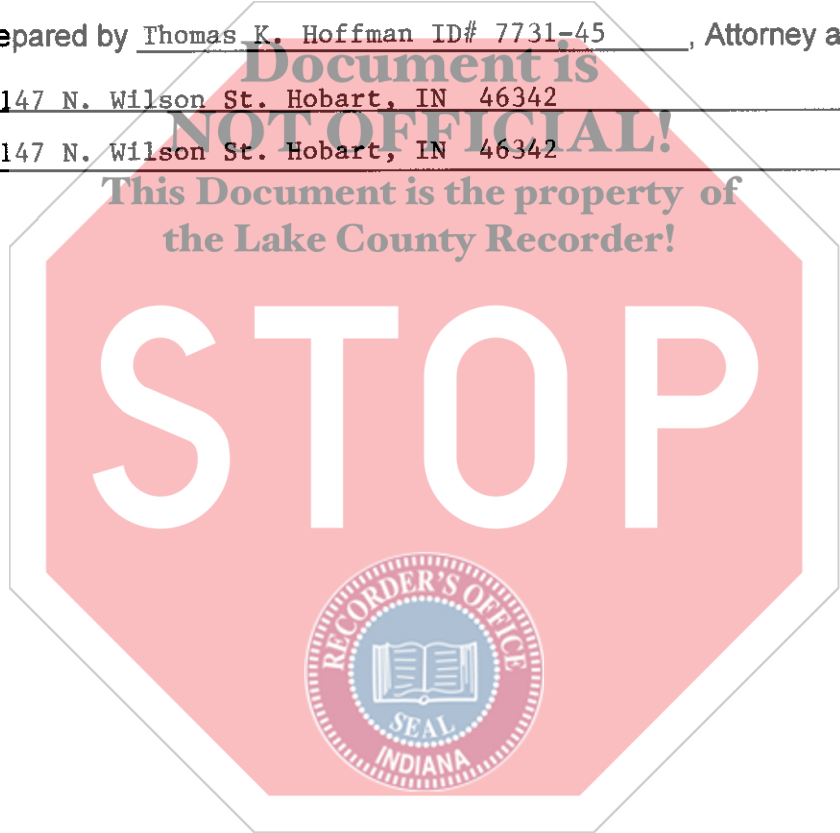 epared by Thomas K. Hoffman ID# 7731-45, Attorney a
Document is
147 N. Wilson St. Hobart, IN 46342
NOT OFFICIAL!
147 N. Wilson St. Hobart, IN 46342
This Document is the property of
the Lake County Recorder!
STOP
RECORDER'S OFFICE
SEAL
INDIANA